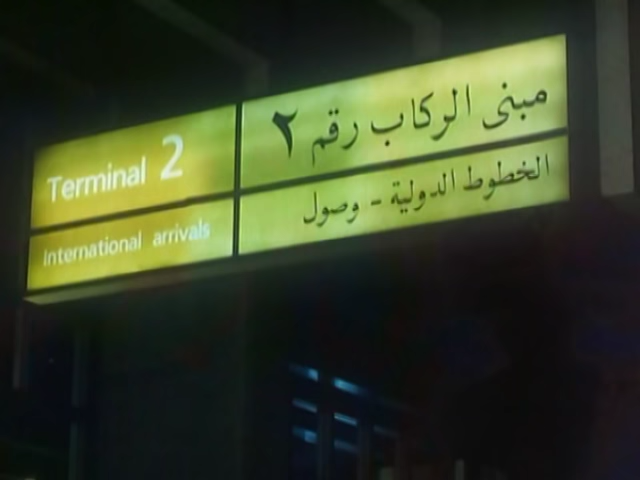 Terminal 2
International arrivals
مبنى الركاب رقم ٢
الخطوط الدولية - وصول